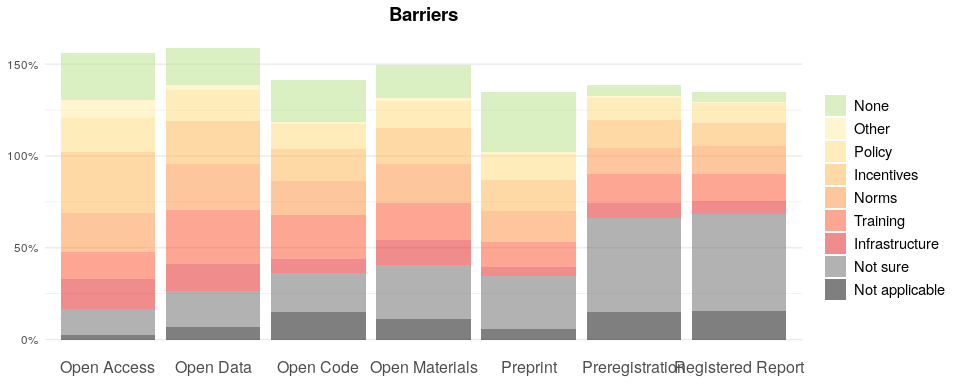 Barriers
150%
100%
50%
0%
None
Other
Policy
Incentives
Norms
Training
Infrastructure
Not sure
Not applicable
Open Access Open Data Open Code Open Materials Preprint Preregistration Registered Report